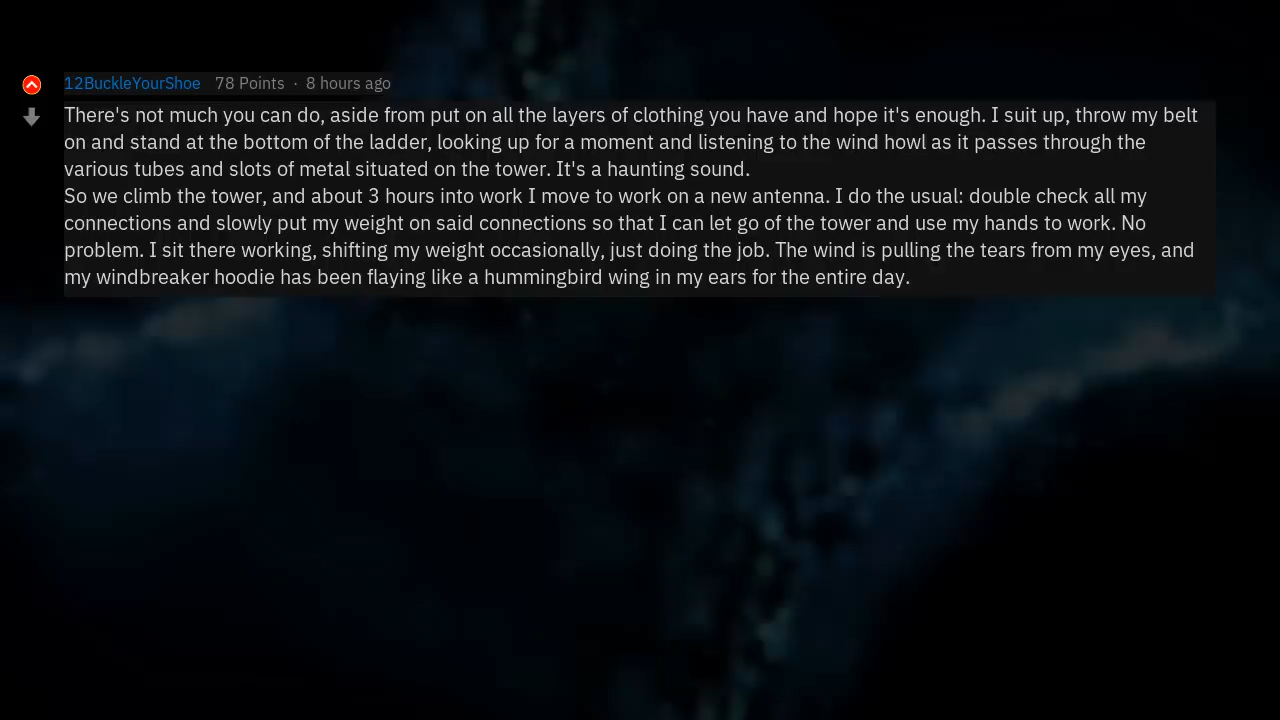 12BuckleYourShoe 78 Points · 8 hours ago
There's not much you can do, aside from put on all the layers of clothing you have and hope it's enough. I suit up, throw my belt
on and stand at the bottom of the ladder, looking up for a moment and listening to the wind howl as it passes through the
various tubes and slots of metal situated on the tower. It's a haunting sound.
So we climb the tower, and about 3 hours into work I move to work on a new antenna. I do the usual: double check all my
connections and slowly put my weight on said connections so that I can let go of the tower and use my hands to work. No
problem. I sit there working, shifting my weight occasionally, just doing the job. The wind is pulling the tears from my eyes, and
my windbreaker hoodie has been flaying like a hummingbird wing in my ears for the entire day.